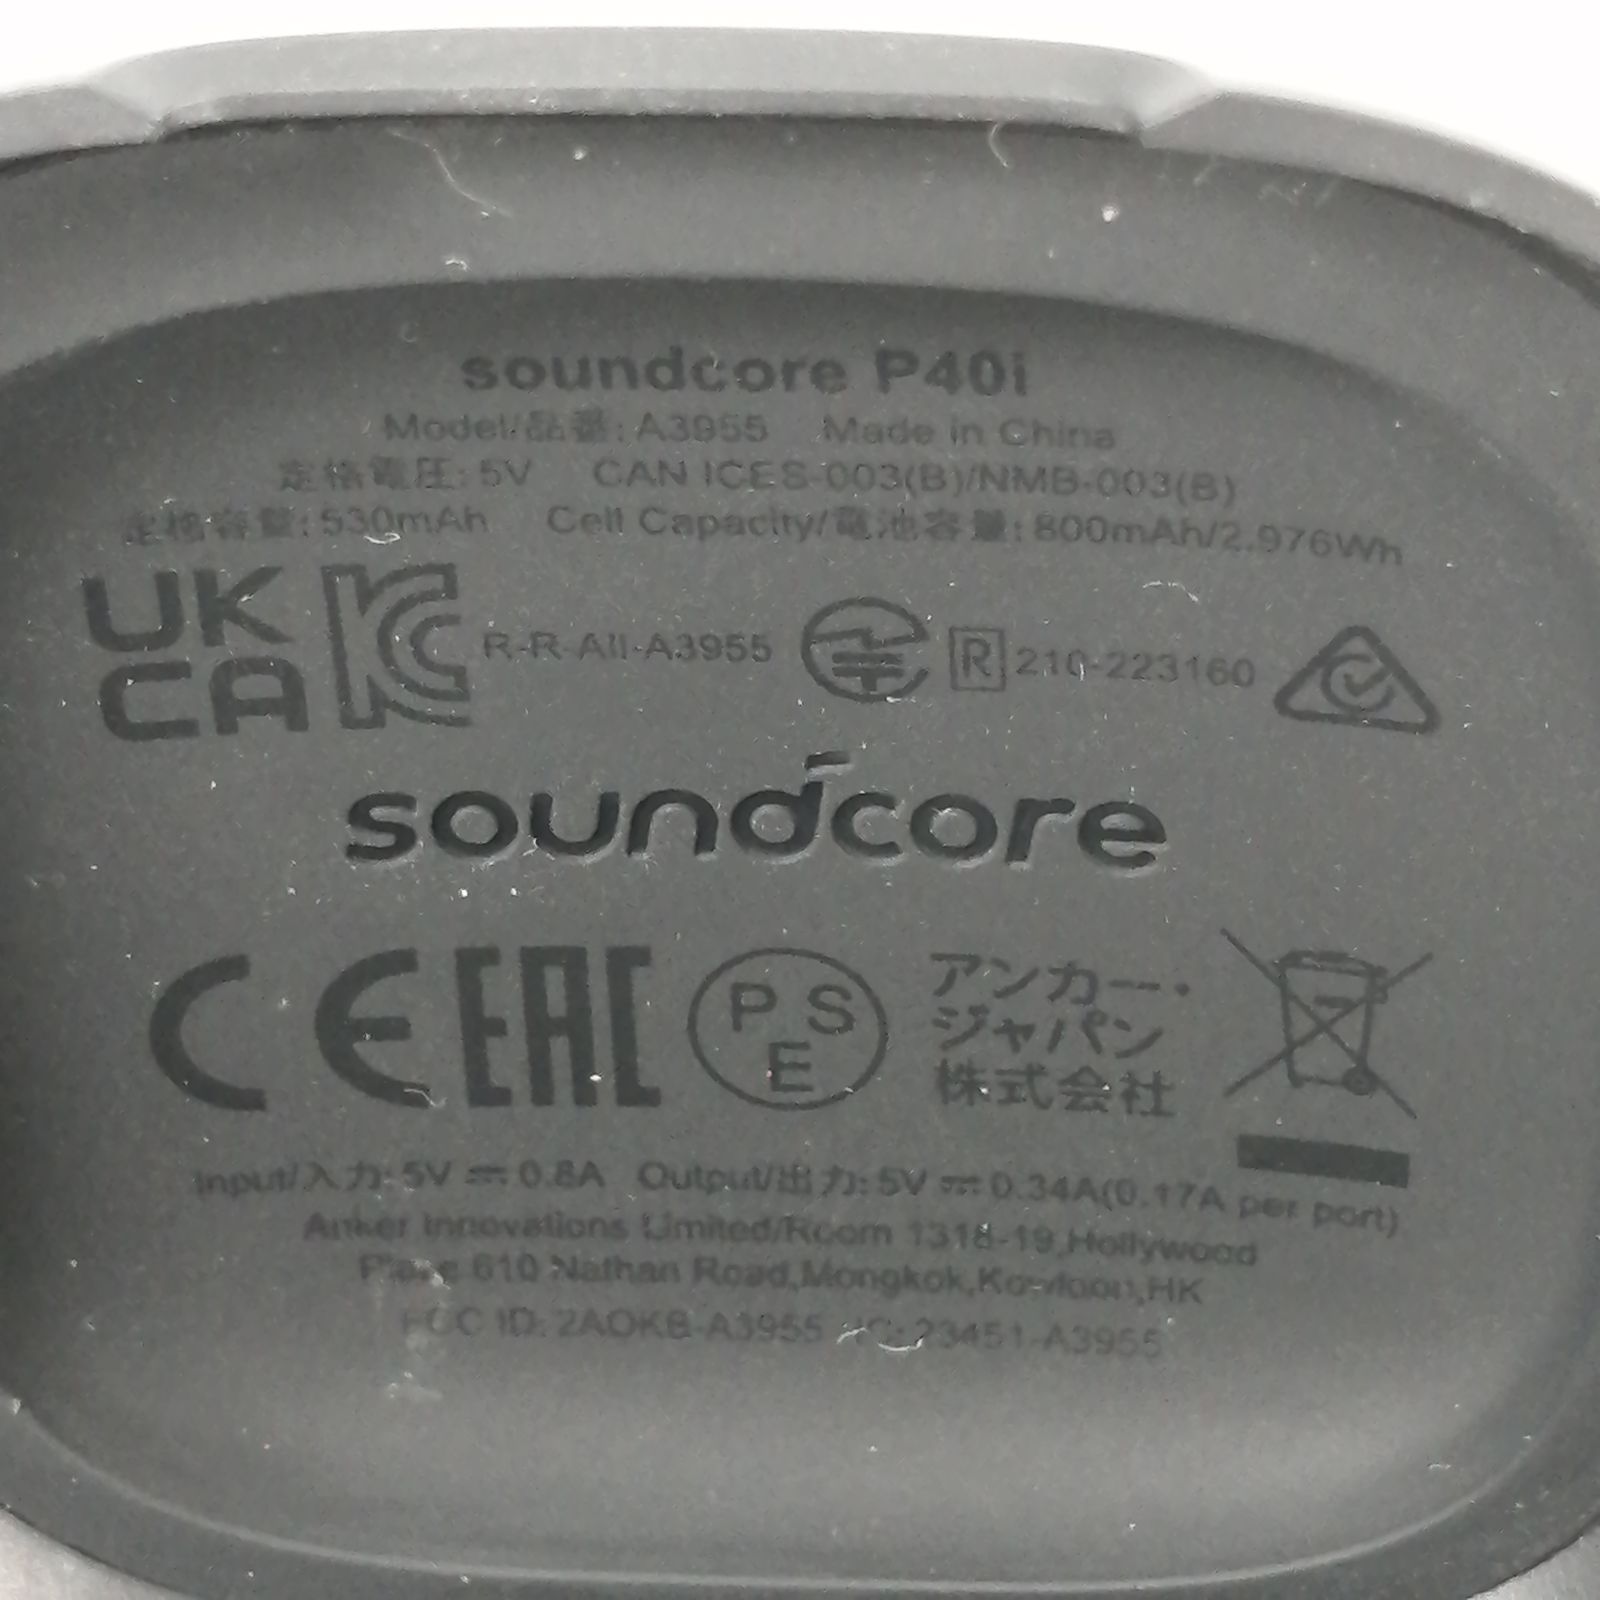 soundcore P40i
Model/品番: A3955 Made in China
定格電圧: 5V CAN ICES-003(B)/NMB-003(B)
定格容量: 530mAh Cell Capacity/電池容量: 800mAh/2.976Wh
UK
CA
KC R-R-AII-A3955 R 210-223160
soundcore
CE EAC
P S
E
アンカー・
ジャパン
株式会社
Input/入力: 5V ⎓ 0.8A Output/出力: 5V ⎓ 0.34A(0.17A per port)
Anker Innovations Limited/Room 1318-19,Hollywood
Place 610 Nathan Road,Mongkok,Kowloon,HK
FCC ID: 2AOKB-A3955 IC: 23451-A3955